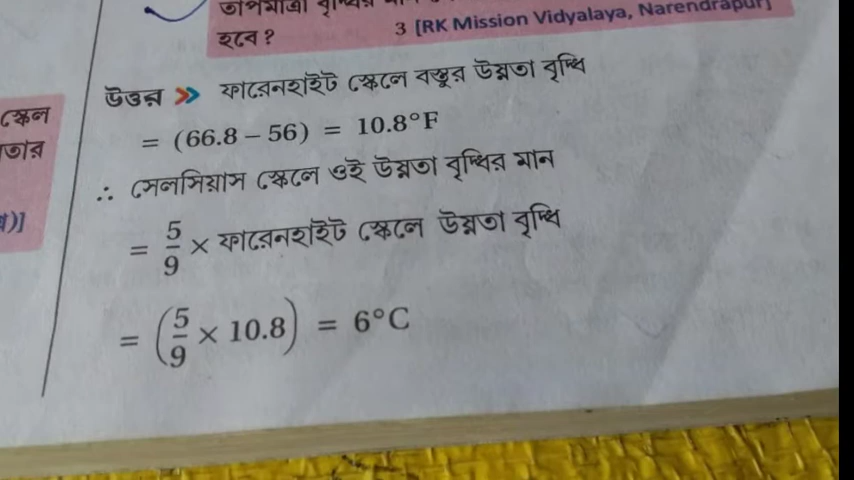 তাপমাত্রা বৃদ্ধির
হবে ? 3 [RK Mission Vidyalaya, Narendrapur]
উত্তর » ফারেনহাইট স্কেলে বস্তুর উষ্ণতা বৃদ্ধি
= (66.8 – 56) = 10.8°F
∴ সেলসিয়াস স্কেলে ওই উষ্ণতা বৃদ্ধির মান
= 5/9 × ফারেনহাইট স্কেলে উষ্ণতা বৃদ্ধি
= (5/9 × 10.8) = 6°C
স্কেল
তার
)]